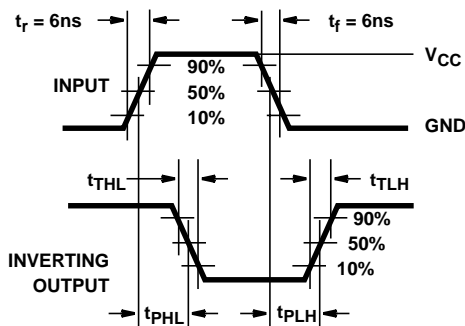 t_r = 6ns
t_f = 6ns
V_CC
INPUT
90%
50%
10%
GND
t_THL
t_TLH
90%
50%
10%
INVERTING
OUTPUT
t_PHL
t_PLH